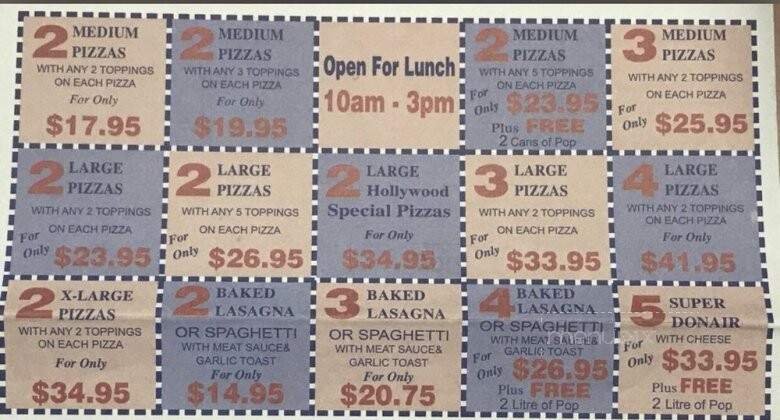 2 MEDIUM
PIZZAS
WITH ANY 2 TOPPINGS
ON EACH PIZZA
For Only
$17.95
2 MEDIUM
PIZZAS
WITH ANY 3 TOPPINGS
ON EACH PIZZA
For Only
$19.95
Open For Lunch
10am - 3pm
2 MEDIUM
PIZZAS
WITH ANY 5 TOPPINGS
ON EACH PIZZA
For Only $23.95
Plus FREE
2 Cans of Pop
3 MEDIUM
PIZZAS
WITH ANY 2 TOPPINGS
ON EACH PIZZA
For Only $25.95
2 LARGE
PIZZAS
WITH ANY 2 TOPPINGS
ON EACH PIZZA
For Only $23.95
2 LARGE
PIZZAS
WITH ANY 5 TOPPINGS
ON EACH PIZZA
For Only $26.95
2 LARGE
Hollywood
Special Pizzas
For Only
$34.95
3 LARGE
PIZZAS
WITH ANY 2 TOPPINGS
ON EACH PIZZA
For Only $33.95
4 LARGE
PIZZAS
WITH ANY 2 TOPPINGS
ON EACH PIZZA
For Only
$41.95
2 X-LARGE
PIZZAS
WITH ANY 2 TOPPINGS
ON EACH PIZZA
For Only
$34.95
2 BAKED
LASAGNA
OR SPAGHETTI
WITH MEAT SAUCE&
GARLIC TOAST
For Only
$14.95
3 BAKED
LASAGNA
OR SPAGHETTI
WITH MEAT SAUCE&
GARLIC TOAST
For Only
$20.75
4 BAKED
LASAGNA
OR SPAGHETTI
WITH MEAT SAUCE&
GARLIC TOAST
For Only $26.95
Plus FREE
2 Litre of Pop
5 SUPER
DONAIR
WITH CHEESE
For Only $33.95
Plus FREE
2 Litre of Pop